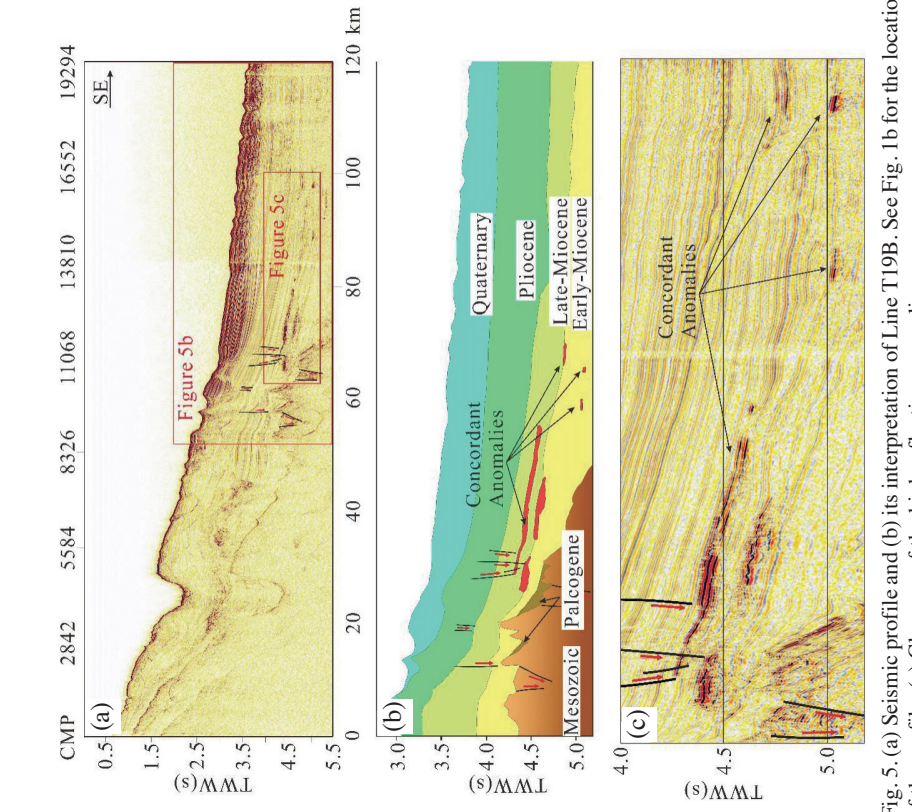 CMP 2842 5584 8326 11068 13810 16552 19294
SE
(a)
Figure 5b
Figure 5c
0.5
1.5
2.5
3.5
4.5
5.5
TWW(s)
0 20 40 60 80 100 120 km
(b)
3.0
3.5
4.0
4.5
5.0
TWW(s)
Quaternary
Pliocene
Late-Miocene
Early-Miocene
Concordant
Anomalies
Palcogene
Mesozoic
(c)
4.0
4.5
5.0
TWW(s)
Concordant
Anomalies
Fig. 5. (a) Seismic profile and (b) its interpretation of Line T19B. See Fig. 1b for the locatio